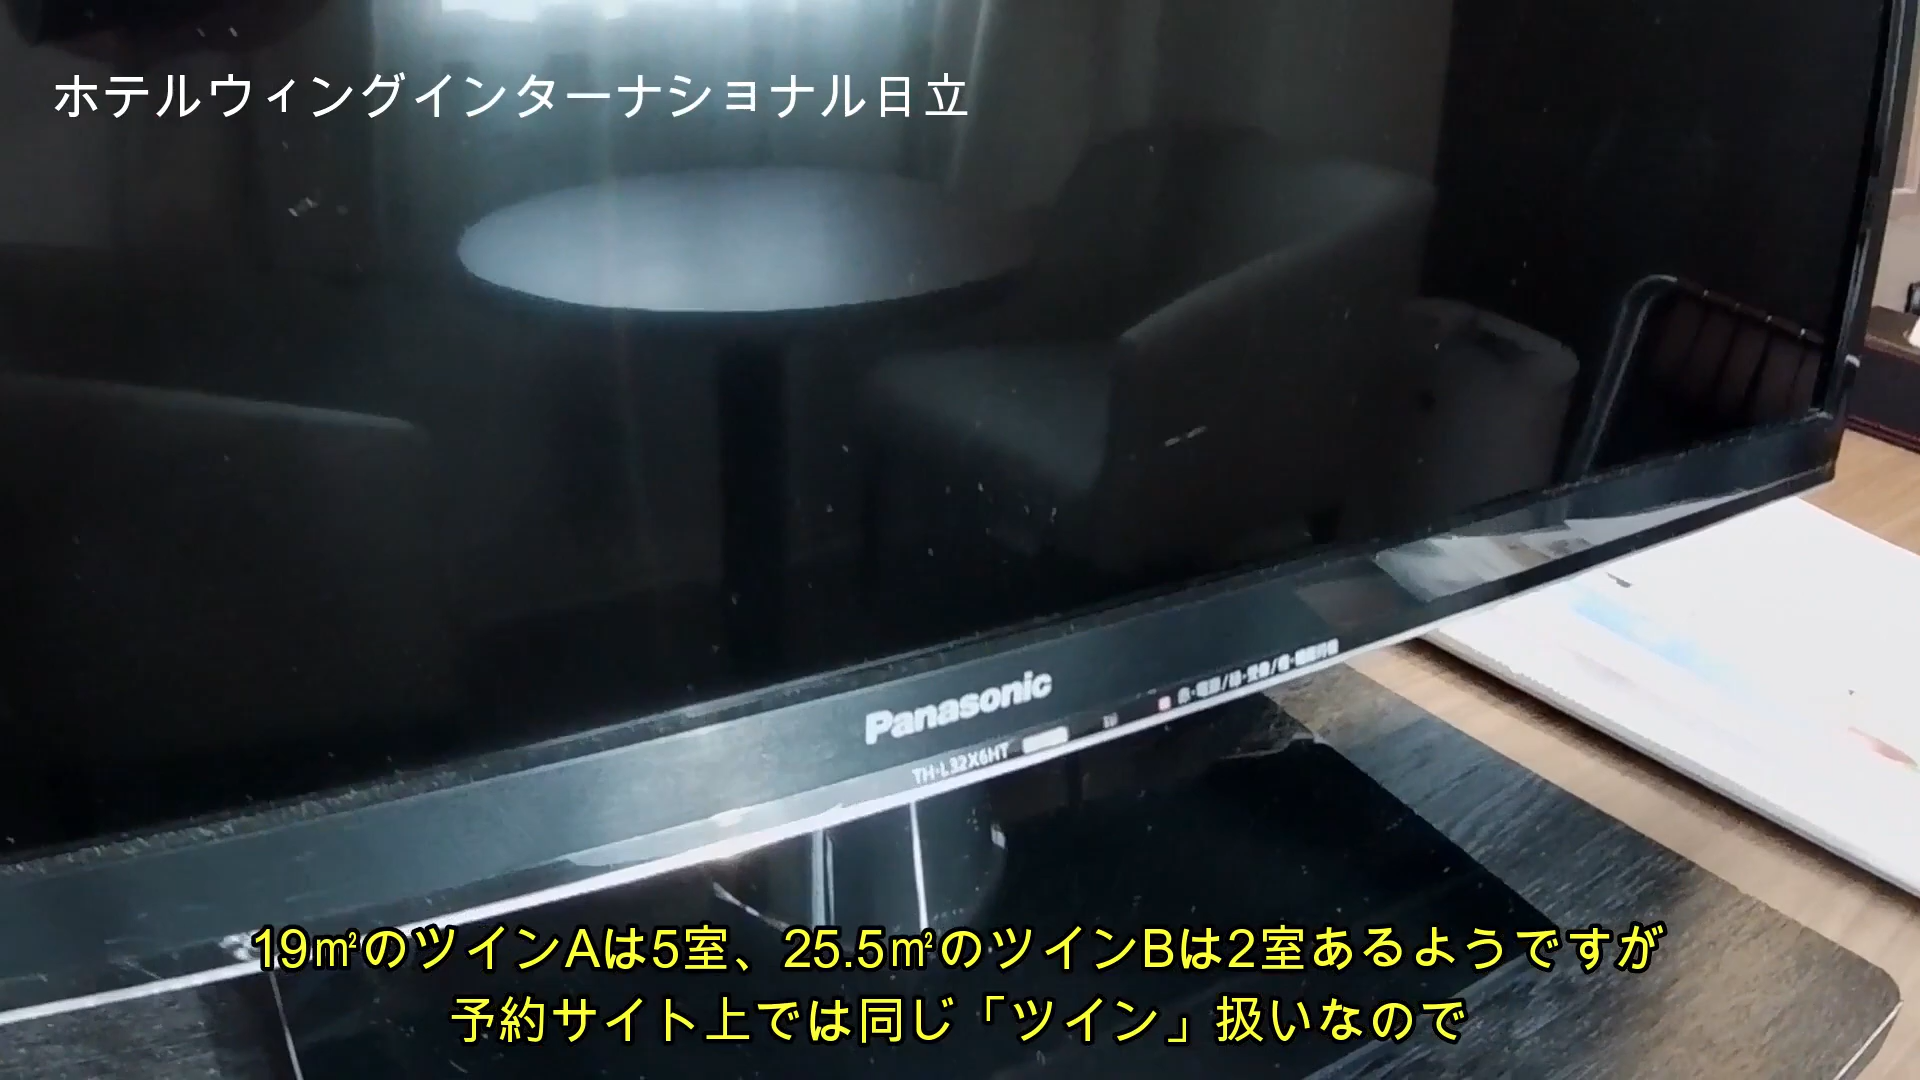 ホテルウィングインターナショナル日立
Panasonic
TH-L32X6HT
19㎡のツインAは5室、25.5㎡のツインBは2室あるようですが
予約サイト上では同じ「ツイン」扱いなので